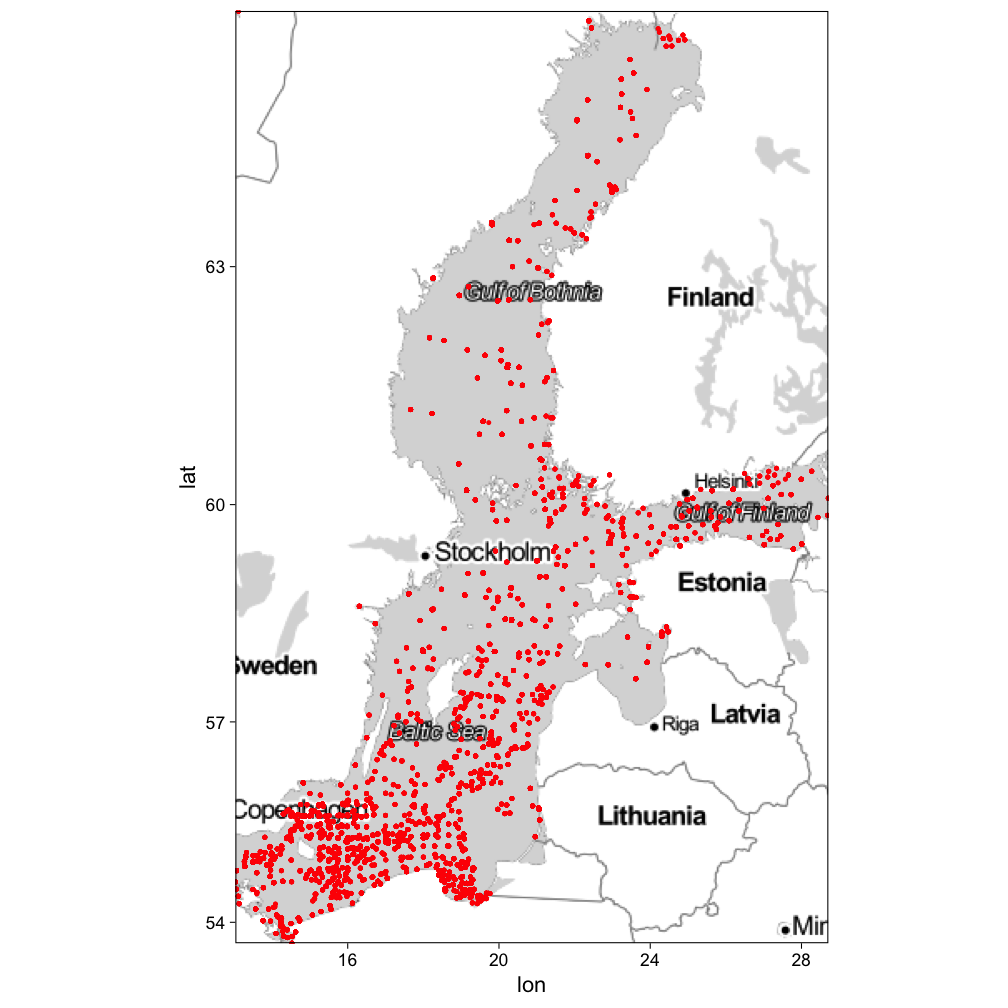 63
Gulf of Bothnia
Finland
lat
Helsinki
60
Gulf of Finland
Stockholm
Estonia
Sweden
57
Baltic Sea
Riga
Latvia
Copenhagen
Lithuania
54
Mir
16
20
24
28
lon